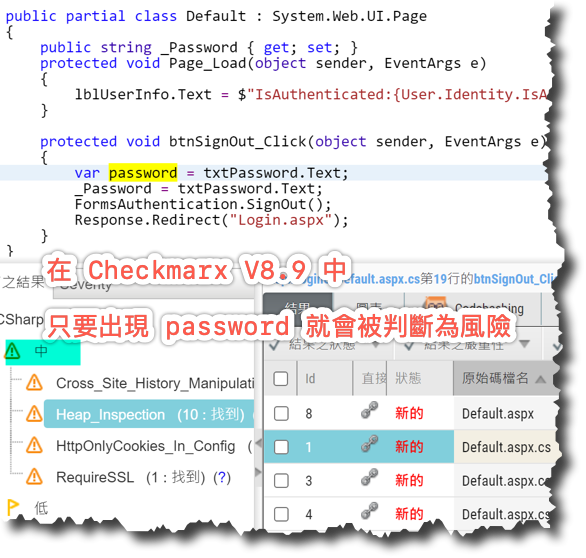 public partial class Default : System.Web.UI.Page
{
public string _Password { get; set; }
protected void Page_Load(object sender, EventArgs e)
{
lblUserInfo.Text = $"IsAuthenticated:{User.Identity.IsA
}
protected void btnSignOut_Click(object sender, EventArgs e)
{
var password = txtPassword.Text;
_Password = txtPassword.Text;
FormsAuthentication.SignOut();
Response.Redirect("Login.aspx");
}
}
在 Checkmarx V8.9 中
只要出現 password 就會被判斷為風險
之結果 Severity
Default.aspx.cs第19行的btnSignOut_Cli
結果 Codebashing
CSharp
結果之狀態 結果之嚴重性
中
Cross_Site_History_Manipulati
Heap_Inspection (10 : 找到)
HttpOnlyCookies_In_Config
RequireSSL (1 : 找到) (?)
低
Id 直接 狀態 原始碼檔名
8 新的 Default.aspx
1 新的 Default.aspx.cs
3 新的 Default.aspx.cs
4 新的 Default.aspx.cs